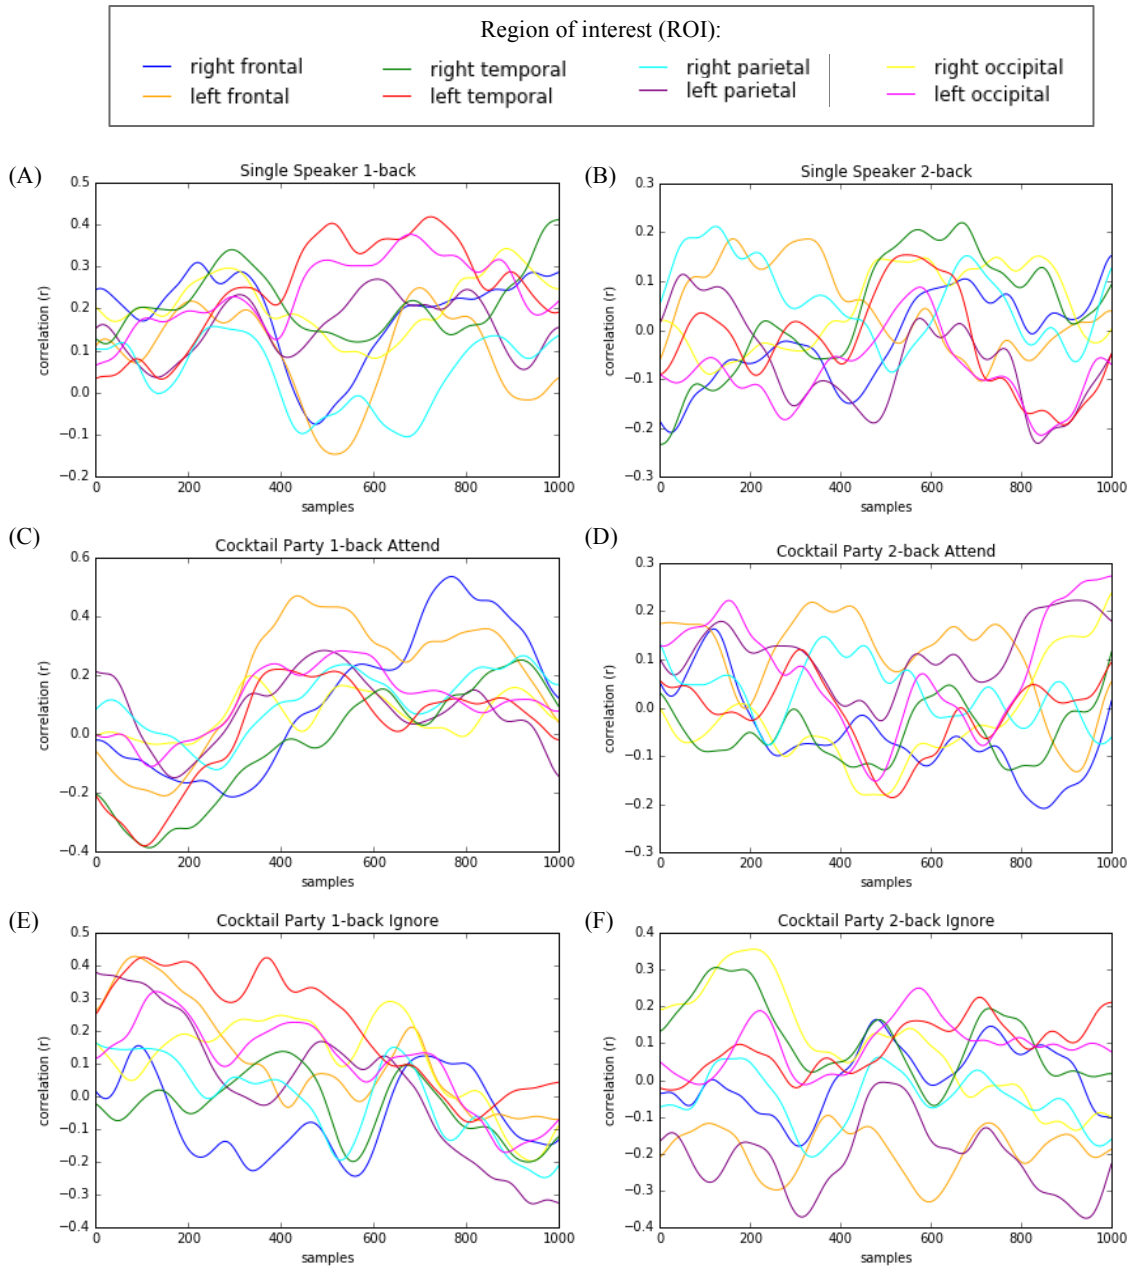 Region of interest (ROI):
right frontal right temporal right parietal right occipital
left frontal left temporal left parietal left occipital
(A) Single Speaker 1-back
0.5
0.4
0.3
0.2
0.1
0.0
−0.1
−0.2
correlation (r)
0 200 400 600 800 1000
samples
(B) Single Speaker 2-back
0.3
0.2
0.1
0.0
−0.1
−0.2
−0.3
correlation (r)
0 200 400 600 800 1000
samples
(C) Cocktail Party 1-back Attend
0.6
0.4
0.2
0.0
−0.2
−0.4
correlation (r)
0 200 400 600 800 1000
samples
(D) Cocktail Party 2-back Attend
0.3
0.2
0.1
0.0
−0.1
−0.2
−0.3
correlation (r)
0 200 400 600 800 1000
samples
(E) Cocktail Party 1-back Ignore
0.5
0.4
0.3
0.2
0.1
0.0
−0.1
−0.2
−0.3
−0.4
correlation (r)
0 200 400 600 800 1000
samples
(F) Cocktail Party 2-back Ignore
0.4
0.3
0.2
0.1
0.0
−0.1
−0.2
−0.3
−0.4
correlation (r)
0 200 400 600 800 1000
samples